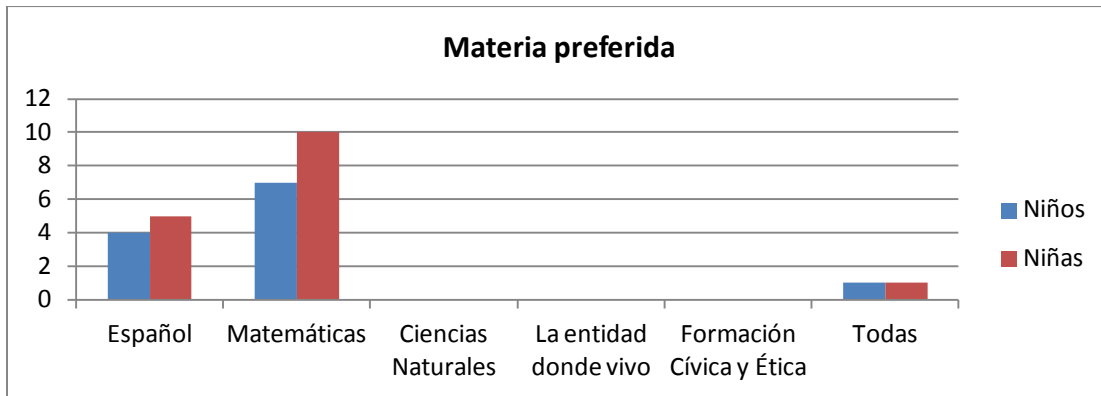 Materia preferida
12
10
8
6
4
2
0
Español
Matemáticas
Ciencias
Naturales
La entidad
donde vivo
Formación
Cívica y Ética
Todas
Niños
Niñas